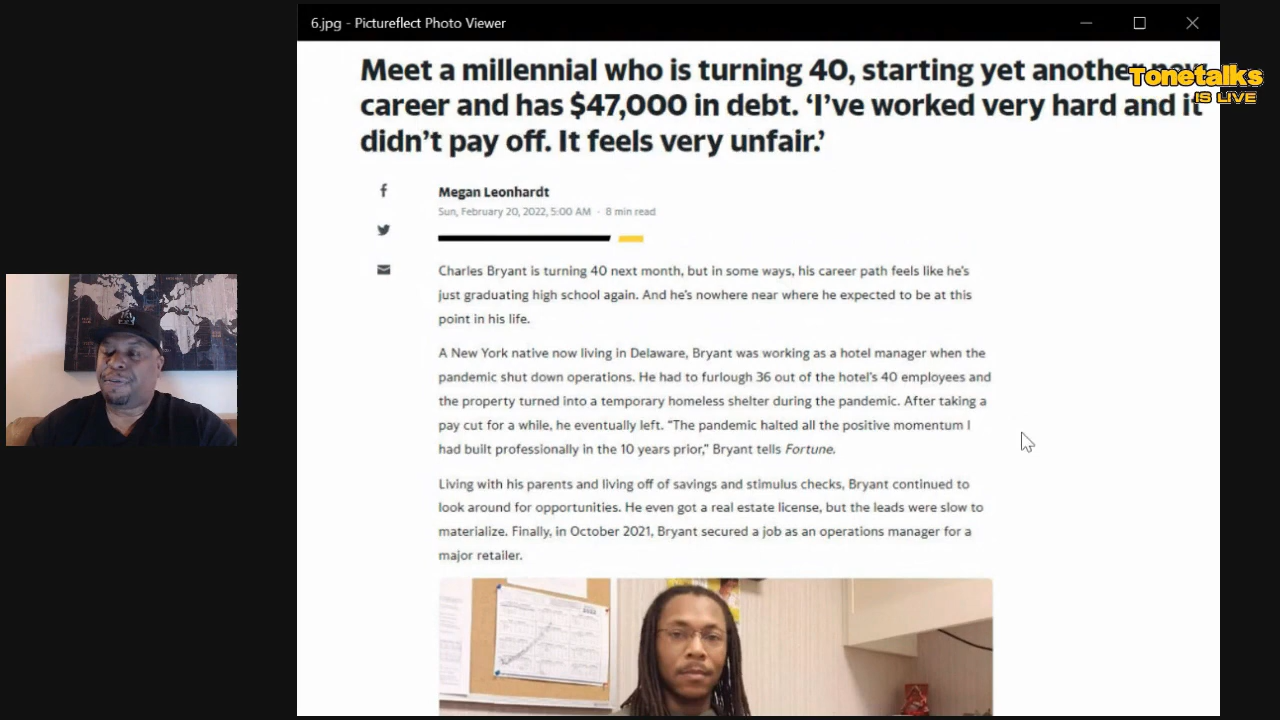 6.jpg - Pictureflect Photo Viewer
Meet a millennial who is turning 40, starting yet another new
career and has $47,000 in debt. ‘I’ve worked very hard and it
didn’t pay off. It feels very unfair.’
Tonetalks
IS LIVE
Megan Leonhardt
Sun, February 20, 2022, 5:00 AM · 8 min read
Charles Bryant is turning 40 next month, but in some ways, his career path feels like he’s
just graduating high school again. And he’s nowhere near where he expected to be at this
point in his life.
A New York native now living in Delaware, Bryant was working as a hotel manager when the
pandemic shut down operations. He had to furlough 36 out of the hotel’s 40 employees and
the property turned into a temporary homeless shelter during the pandemic. After taking a
pay cut for a while, he eventually left. “The pandemic halted all the positive momentum I
had built professionally in the 10 years prior,” Bryant tells Fortune.
Living with his parents and living off of savings and stimulus checks, Bryant continued to
look around for opportunities. He even got a real estate license, but the leads were slow to
materialize. Finally, in October 2021, Bryant secured a job as an operations manager for a
major retailer.